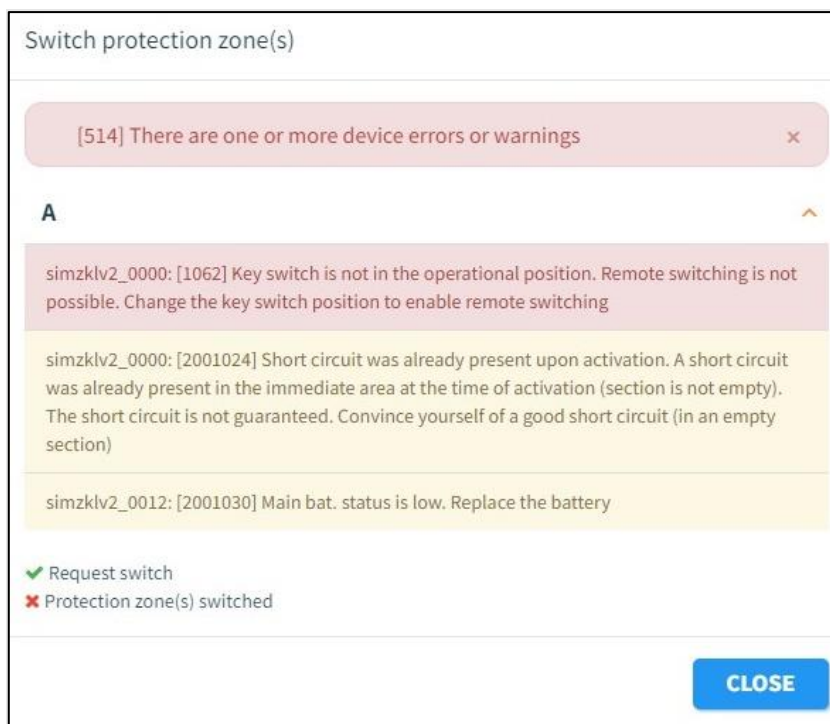 Switch protection zone(s)
[514] There are one or more device errors or warnings ×
A
simzklv2_0000: [1062] Key switch is not in the operational position. Remote switching is not
possible. Change the key switch position to enable remote switching
simzklv2_0000: [2001024] Short circuit was already present upon activation. A short circuit
was already present in the immediate area at the time of activation (section is not empty).
The short circuit is not guaranteed. Convince yourself of a good short circuit (in an empty
section)
simzklv2_0012: [2001030] Main bat. status is low. Replace the battery
Request switch
Protection zone(s) switched
CLOSE